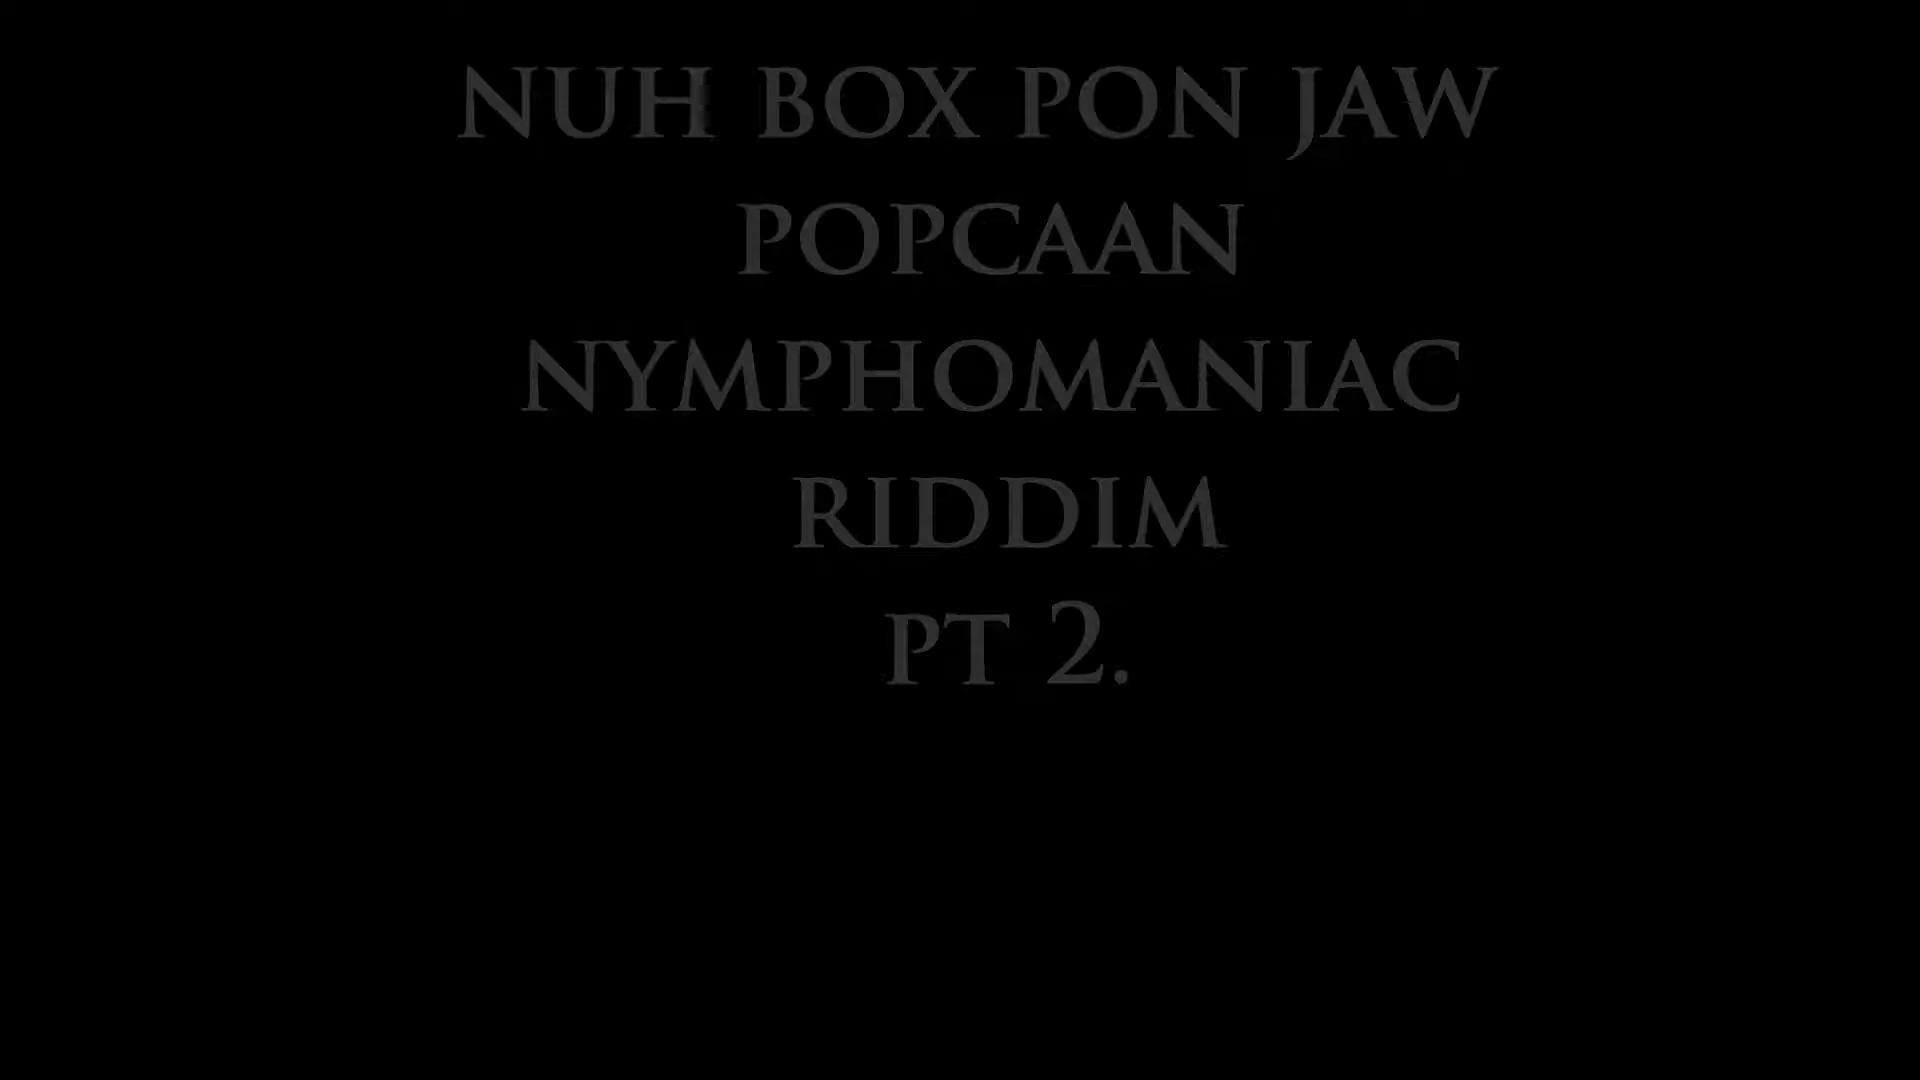 NUH BOX PON JAW
POPCAAN
NYMPHOMANIAC
RIDDIM
PT 2.